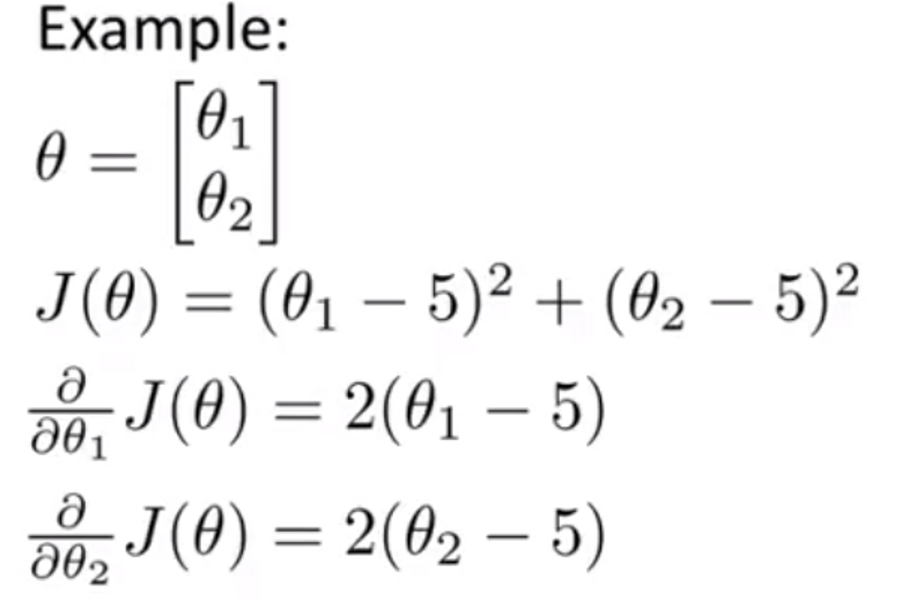 Example:
θ = [θ₁
θ₂]
J(θ) = (θ₁ − 5)² + (θ₂ − 5)²
∂/∂θ₁ J(θ) = 2(θ₁ − 5)
∂/∂θ₂ J(θ) = 2(θ₂ − 5)